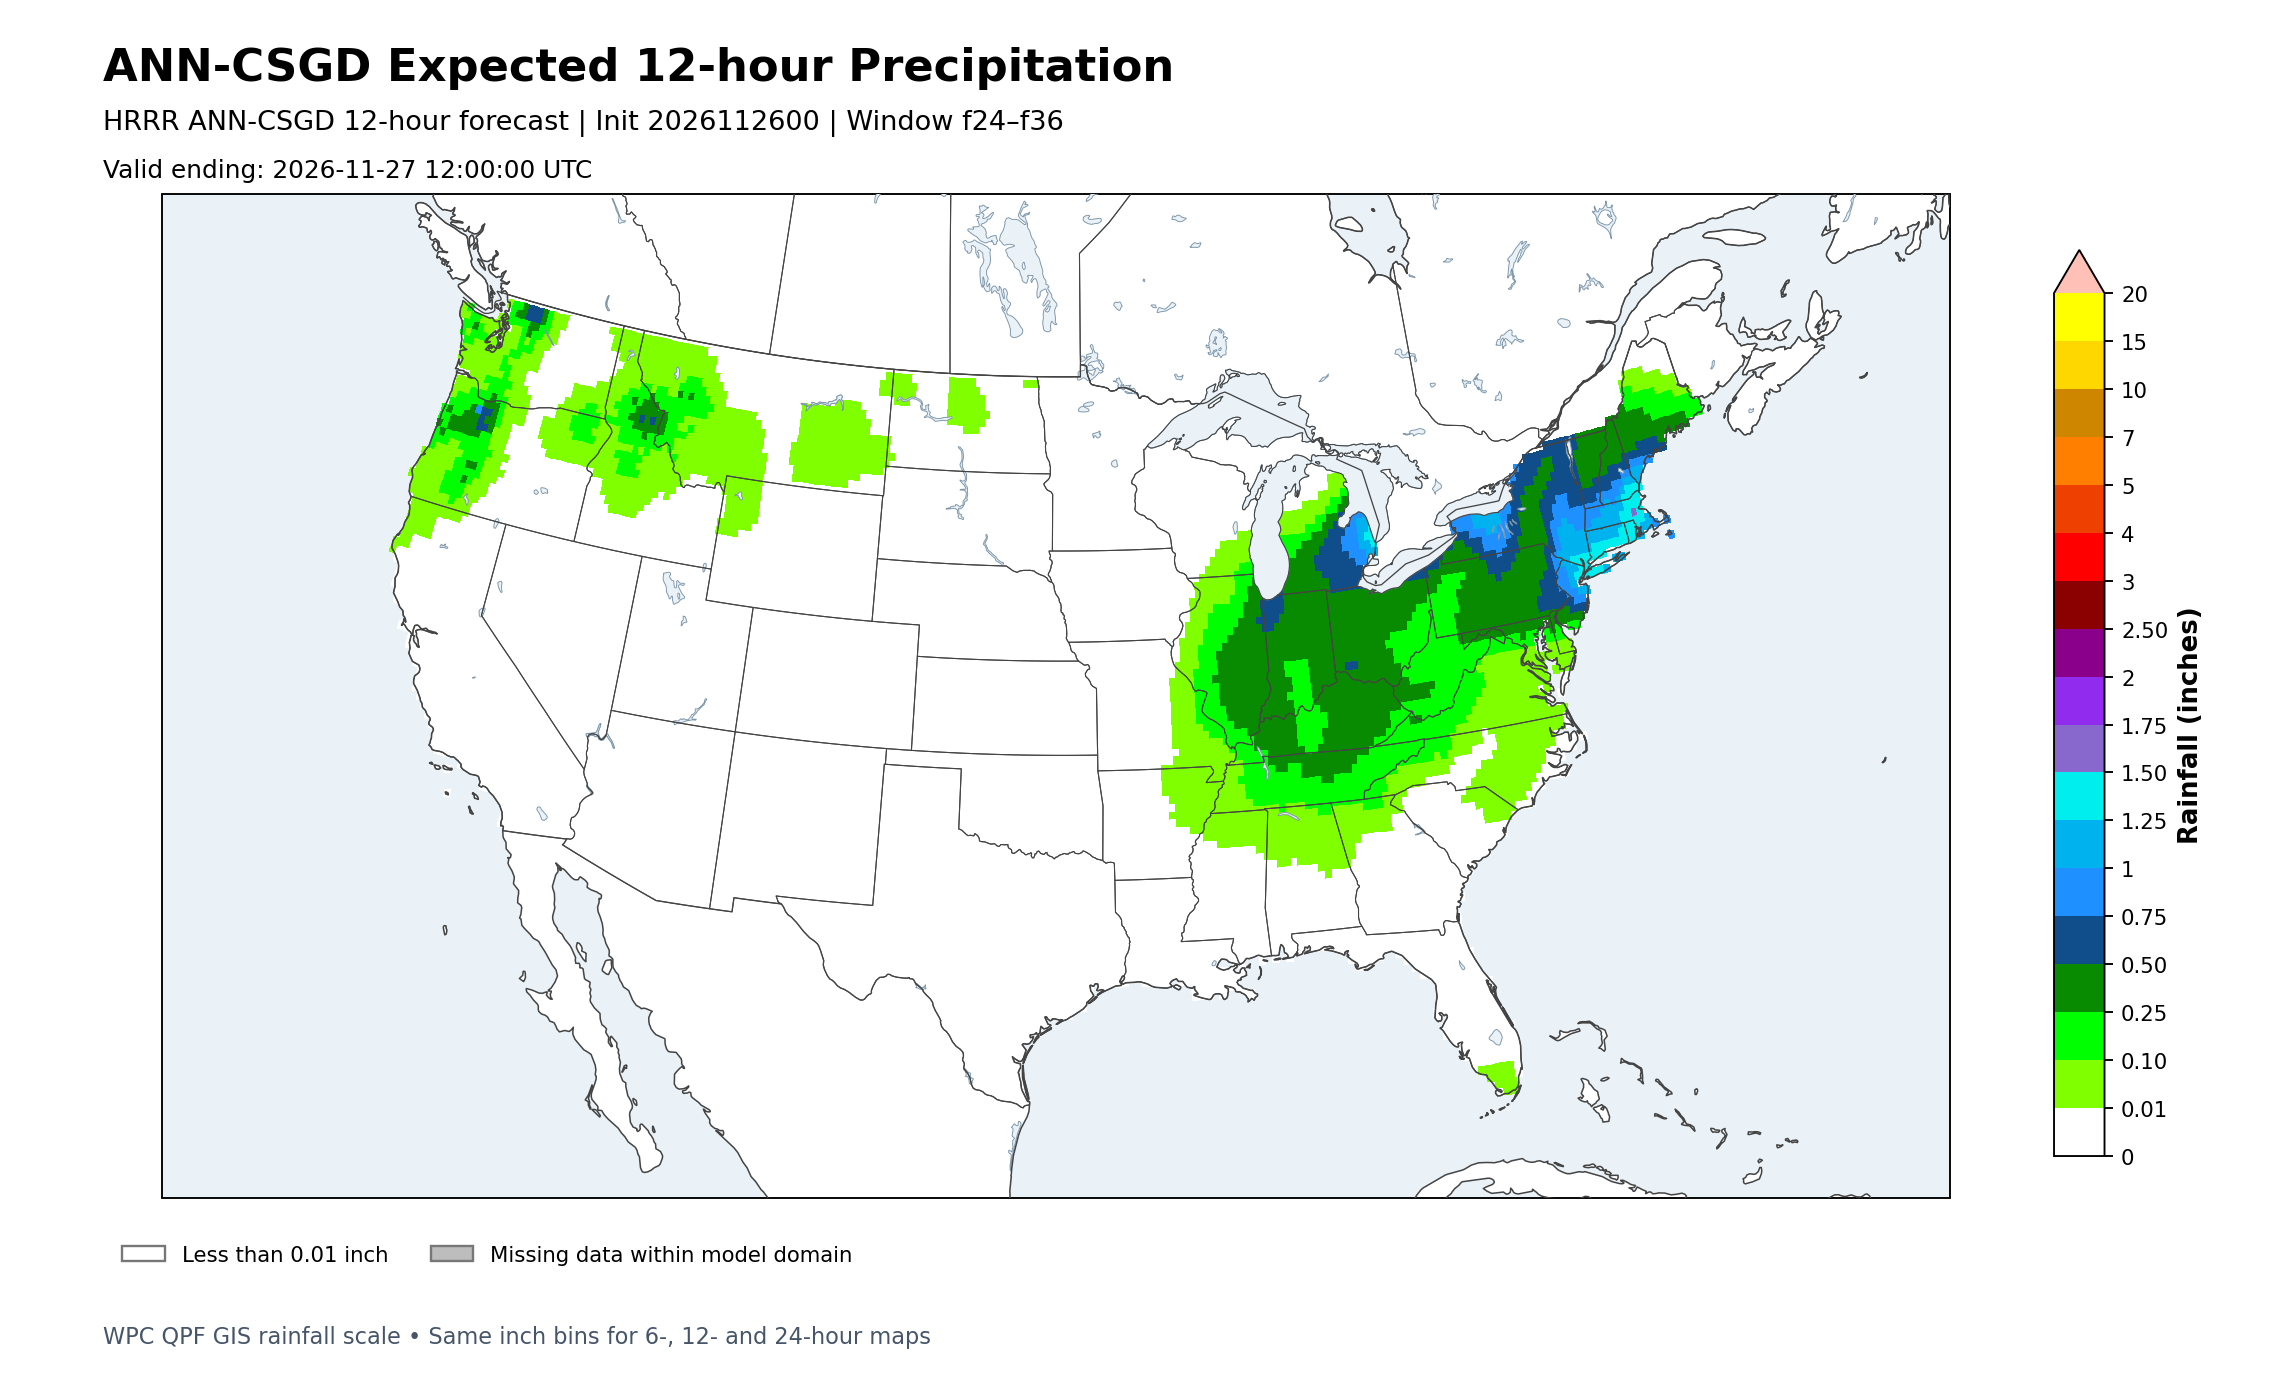 ANN-CSGD Expected 12-hour Precipitation
HRRR ANN-CSGD 12-hour forecast | Init 2026112600 | Window f24–f36
Valid ending: 2026-11-27 12:00:00 UTC
20
15
10
7
5
4
3
2.50
2
1.75
1.50
1.25
1
0.75
0.50
0.25
0.10
0.01
0
Rainfall (inches)
Less than 0.01 inch
Missing data within model domain
WPC QPF GIS rainfall scale • Same inch bins for 6-, 12- and 24-hour maps